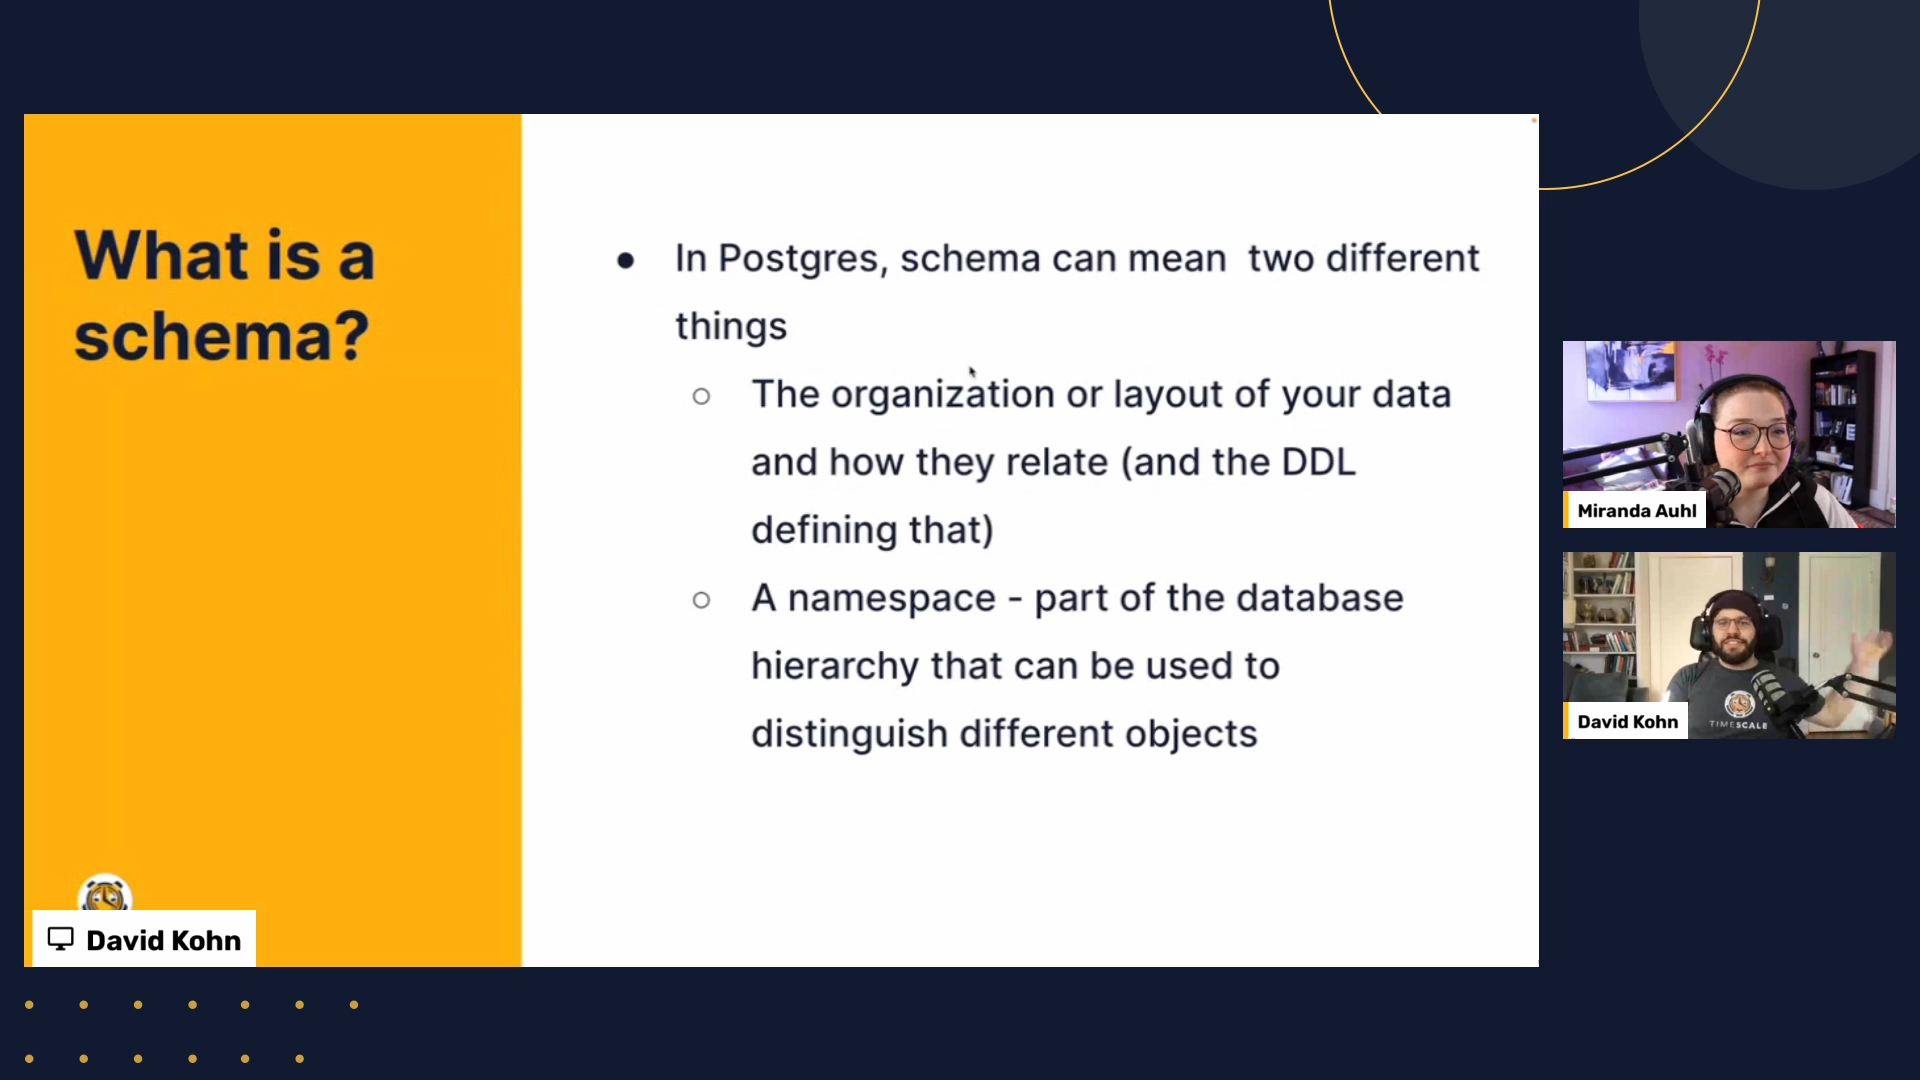 What is a
schema?
● In Postgres, schema can mean  two different
things
○ The organization or layout of your data
and how they relate (and the DDL
defining that)
○ A namespace - part of the database
hierarchy that can be used to
distinguish different objects
David Kohn
Miranda Auhl
TIMESCALE
David Kohn